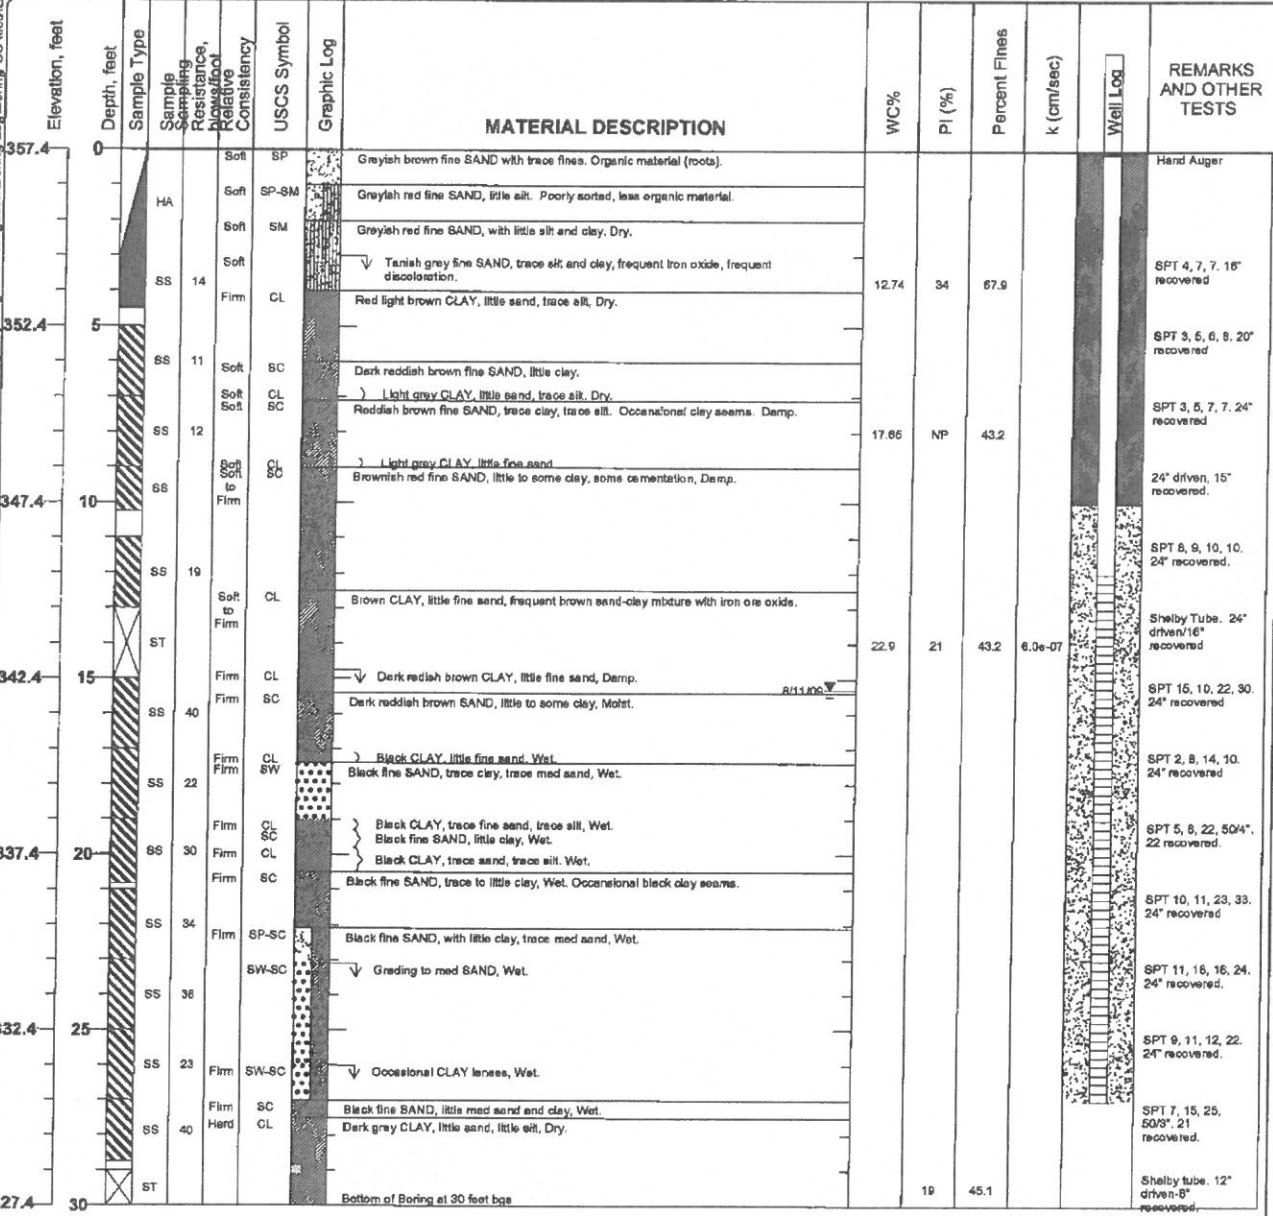 Elevation, feet
Depth, feet
Sample Type
Sample
Sampling
Resistance,
blows/foot
Relative
Consistency
USCS Symbol
Graphic Log
MATERIAL DESCRIPTION
WC%
PI (%)
Percent Fines
k (cm/sec)
Well Log
REMARKS
AND OTHER
TESTS
357.4 0
Soft SP Greyish brown fine SAND with trace fines. Organic material (roots).
Hand Auger
HA Soft SP-SM Greyish red fine SAND, little silt. Poorly sorted, less organic material.
Soft SM Greyish red fine SAND, with little silt and clay, Dry.
Soft Tanish grey fine SAND, trace silt and clay, frequent iron oxide, frequent
discoloration.
SS 14 12.74 34 67.9
SPT 4, 7, 7. 16"
recovered
Firm CL Red light brown CLAY, little sand, trace silt, Dry.
352.4 5
SPT 3, 5, 6, 8. 20"
recovered
SS 11
Soft SC Dark reddish brown fine SAND, little clay.
Soft CL Light grey CLAY, little sand, trace silt. Dry.
Soft SC Reddish brown fine SAND, trace clay, trace silt. Occansional clay seams. Damp.
SPT 3, 5, 7, 7. 24"
recovered
SS 12 17.65 NP 43.2
Soft CL Light grey CLAY, little fine sand
Soft SC Brownish red fine SAND, little to some clay, some cementation, Damp.
to
Firm
SS
24" driven, 15"
recovered.
347.4 10
SPT 8, 9, 10, 10.
24" recovered.
SS 19
Soft CL Brown CLAY, little fine sand, frequent brown sand-clay mixture with iron ore oxide.
to
Firm
ST 22.9 21 43.2 6.0e-07
Shelby Tube. 24"
driven/16"
recovered
342.4 15 Firm CL Dark redish brown CLAY, little fine sand, Damp.
8/11/09
Firm SC Dark reddish brown SAND, little to some clay, Moist.
SPT 15, 10, 22, 30.
24" recovered
SS 40
Firm CL Black CLAY, little fine sand, Wet.
Firm SW Black fine SAND, trace clay, trace med sand, Wet.
SPT 2, 8, 14, 10.
24" recovered
SS 22
Firm CL Black CLAY, trace fine sand, trace silt, Wet.
SC Black fine SAND, little clay, Wet.
SPT 5, 8, 22, 50/4".
22 recovered.
337.4 20 SS 30 Firm CL Black CLAY, trace sand, trace silt. Wet.
Firm SC Black fine SAND, trace to little clay, Wet. Occansional black clay seams.
SPT 10, 11, 23, 33.
24" recovered
SS 34
Firm SP-SC Black fine SAND, with little clay, trace med sand, Wet.
SW-SC Grading to med SAND, Wet.
SPT 11, 18, 16, 24.
24" recovered.
SS 36
332.4 25
SPT 9, 11, 12, 22.
24" recovered.
SS 23
Firm SW-SC Occasional CLAY lenses, Wet.
Firm SC Black fine SAND, little med sand and clay, Wet.
Hard CL Dark grey CLAY, little sand, little silt, Dry.
SS 40
SPT 7, 15, 25,
50/3". 21
recovered.
ST 19 45.1
Shelby tube. 12"
driven-8"
recovered.
27.4 30 Bottom of Boring at 30 feet bgs